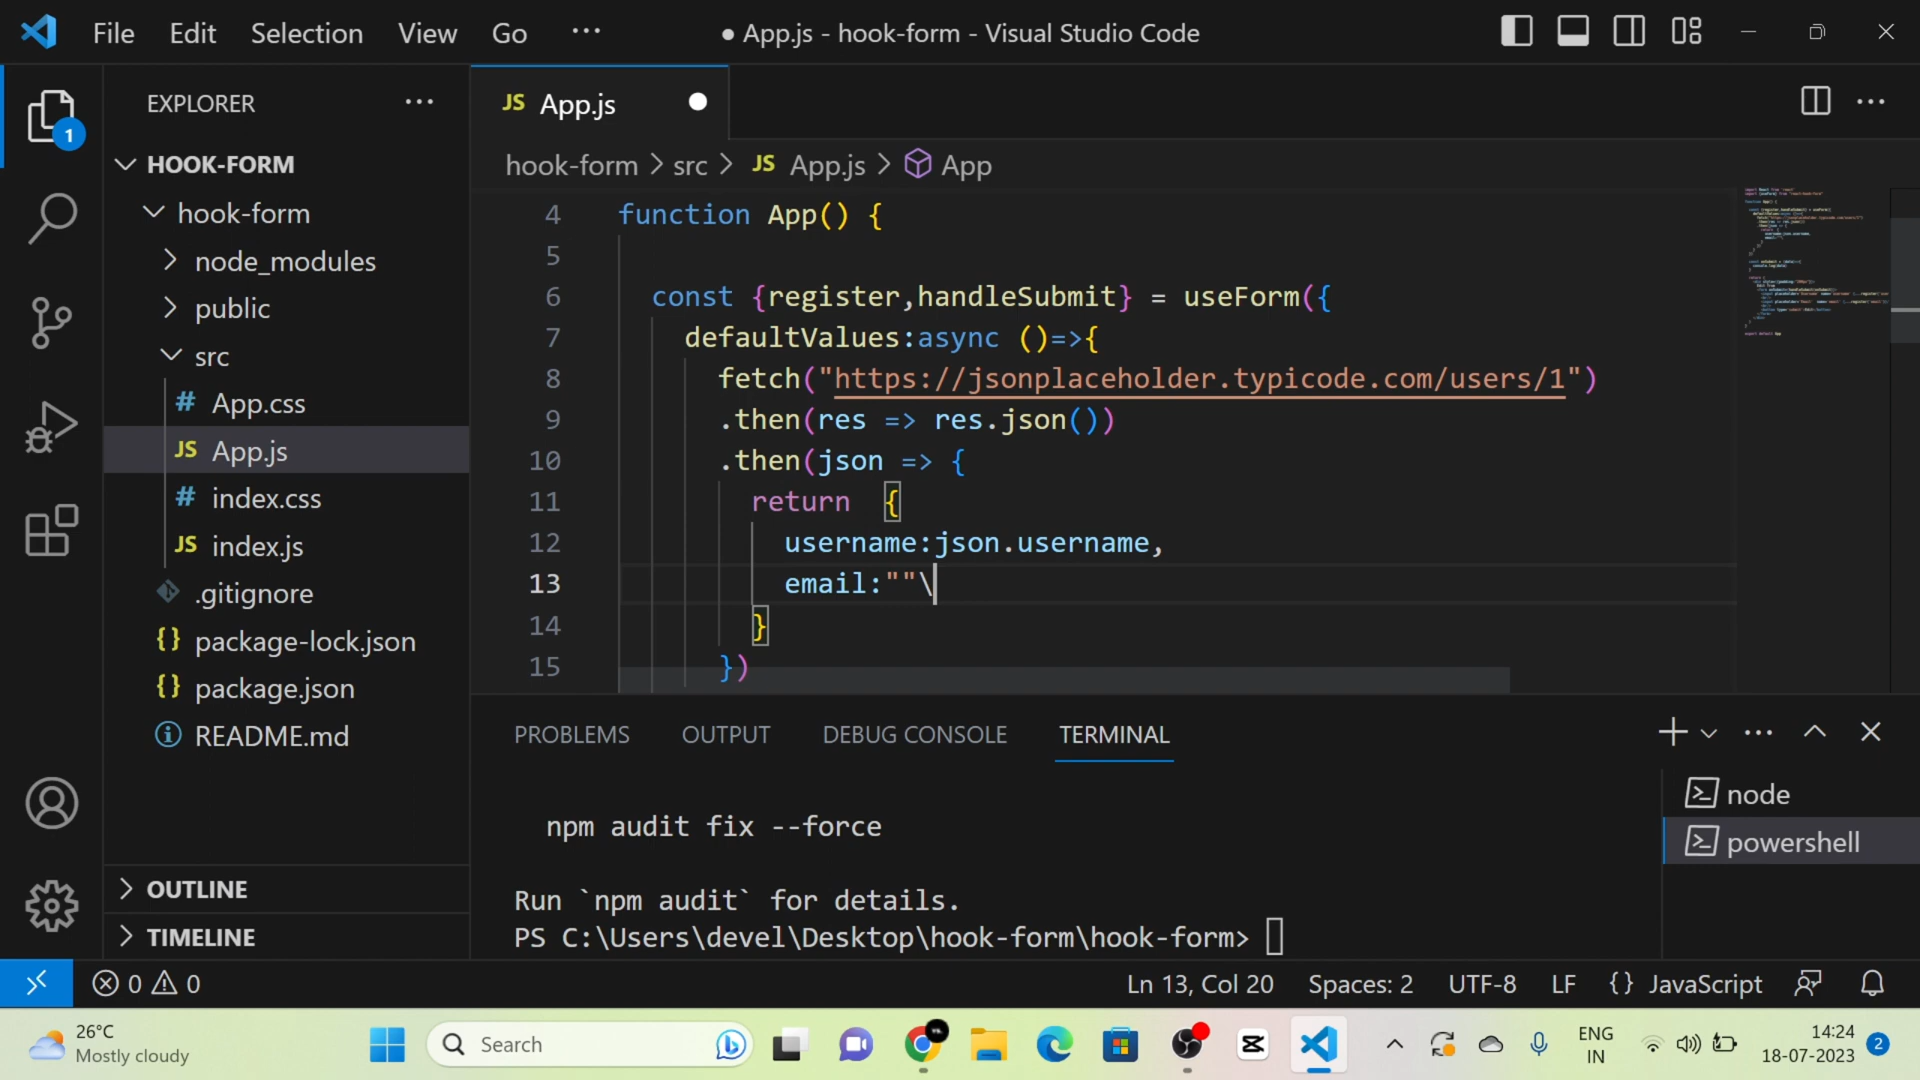 File Edit Selection View Go ··· ● App.js - hook-form - Visual Studio Code
EXPLORER ···
JS App.js
1
HOOK-FORM
hook-form > src > JS App.js > App
hook-form
node_modules
public
src
# App.css
JS App.js
# index.css
JS index.js
.gitignore
{} package-lock.json
{} package.json
README.md
OUTLINE
TIMELINE
4 function App() {
5
6 const {register,handleSubmit} = useForm({
7 defaultValues:async ()=>{
8 fetch("https://jsonplaceholder.typicode.com/users/1")
9 .then(res => res.json())
10 .then(json => {
11 return {
12 username:json.username,
13 email:""\
14 }
15 })
PROBLEMS OUTPUT DEBUG CONSOLE TERMINAL
npm audit fix --force
Run `npm audit` for details.
PS C:\Users\devel\Desktop\hook-form\hook-form>
node
powershell
0 0 Ln 13, Col 20 Spaces: 2 UTF-8 LF {} JavaScript
26°C
Mostly cloudy
Search
ENG
IN
14:24
18-07-2023
2